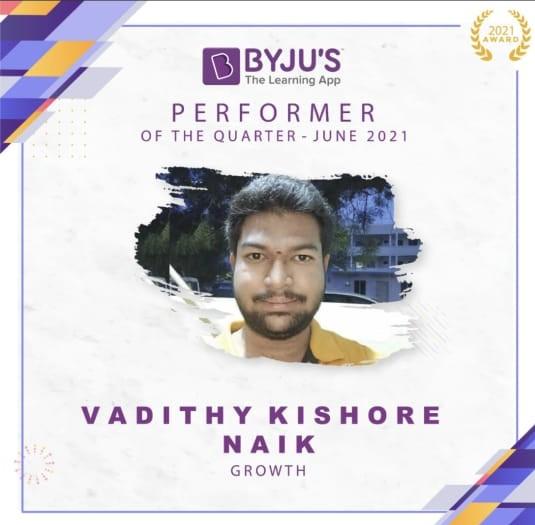 2021
AWARD
BYJU'S
The Learning App
PERFORMER
OF THE QUARTER - JUNE 2021
VADITHY KISHORE
NAIK
GROWTH